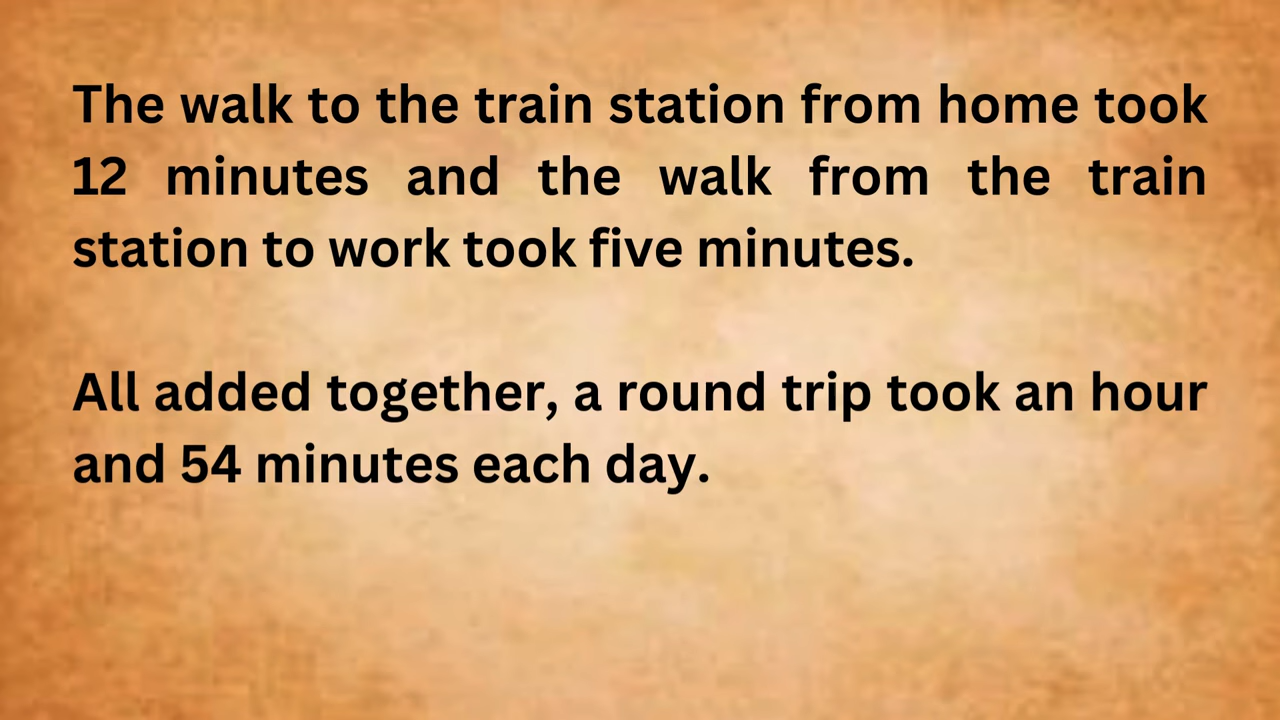 The walk to the train station from home took
12 minutes and the walk from the train
station to work took five minutes.
All added together, a round trip took an hour
and 54 minutes each day.